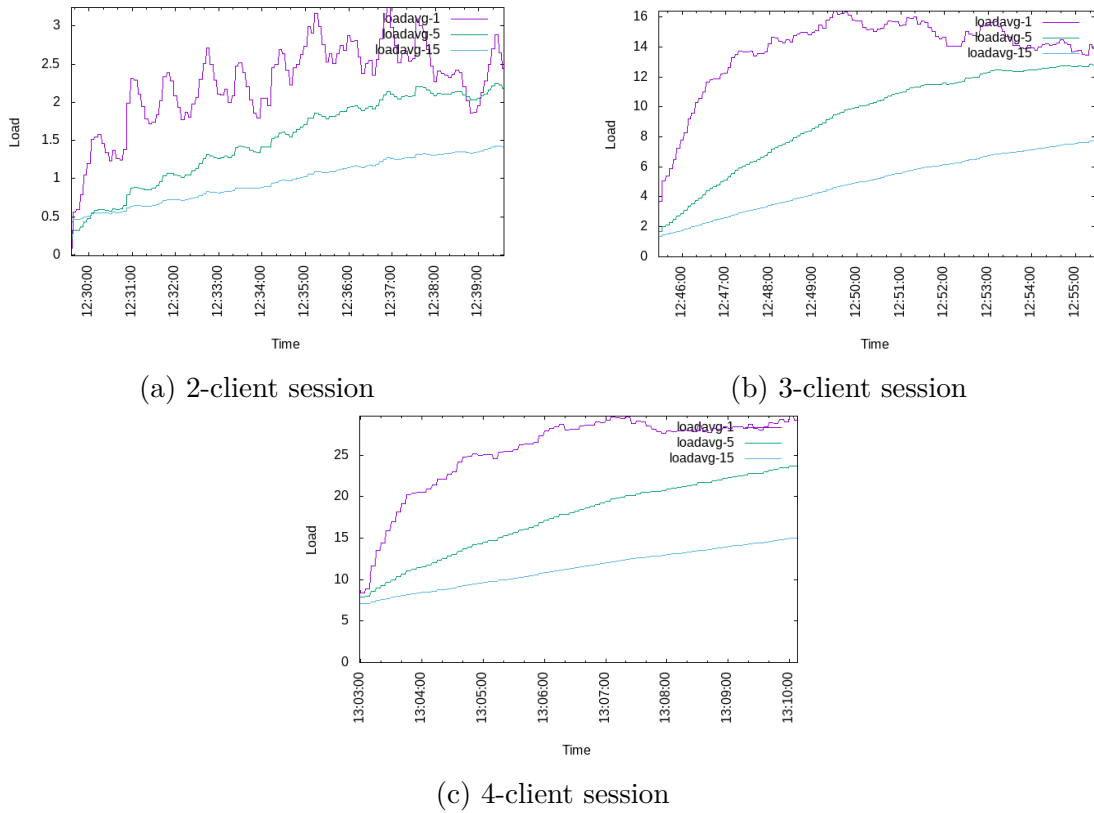 loadavg-1
loadavg-5
loadavg-15
3
2.5
2
1.5
1
0.5
0
Load
12:30:00
12:31:00
12:32:00
12:33:00
12:34:00
12:35:00
12:36:00
12:37:00
12:38:00
12:39:00
Time
(a) 2-client session
loadavg-1
loadavg-5
loadavg-15
16
14
12
10
8
6
4
2
0
Load
12:46:00
12:47:00
12:48:00
12:49:00
12:50:00
12:51:00
12:52:00
12:53:00
12:54:00
12:55:00
Time
(b) 3-client session
loadavg-1
loadavg-5
loadavg-15
25
20
15
10
5
0
Load
13:03:00
13:04:00
13:05:00
13:06:00
13:07:00
13:08:00
13:09:00
13:10:00
Time
(c) 4-client session